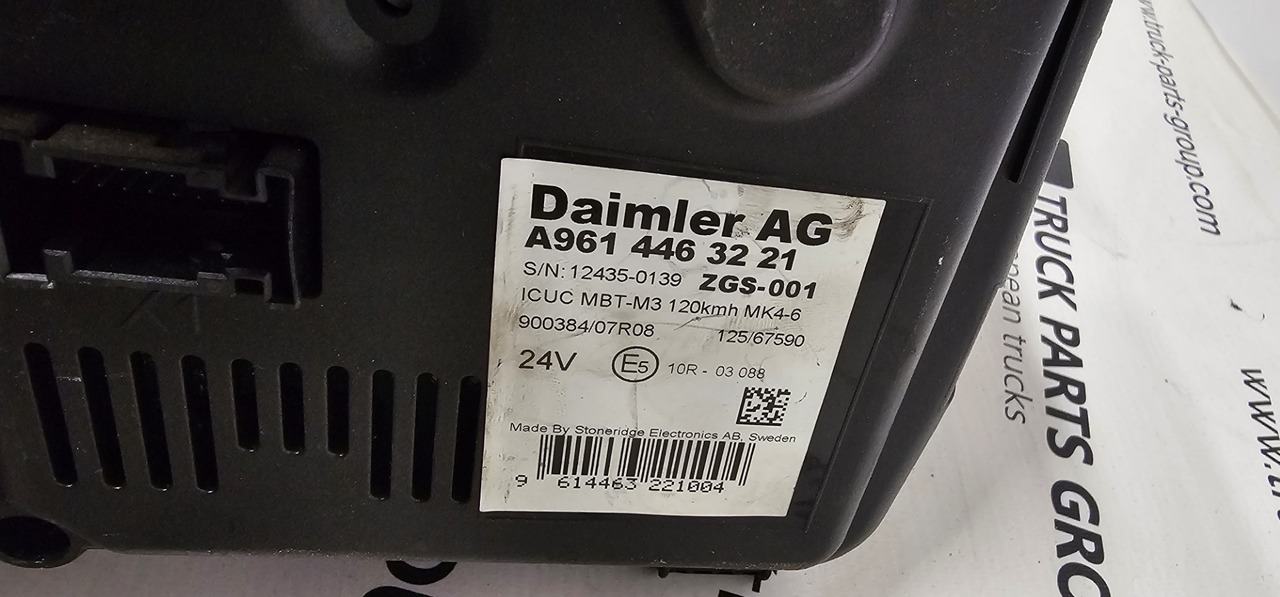 Daimler AG
A961 446 32 21
S/N: 12435-0139 ZGS-001
ICUC MBT-M3 120kmh MK4-6
900384/07R08 125/67590
24V E5 10R - 03 088
Made By Stoneridge Electronics AB, Sweden
9 614463 221004
X1
www.truck-parts-group.com
TRUCK PARTS GRO
pean trucks